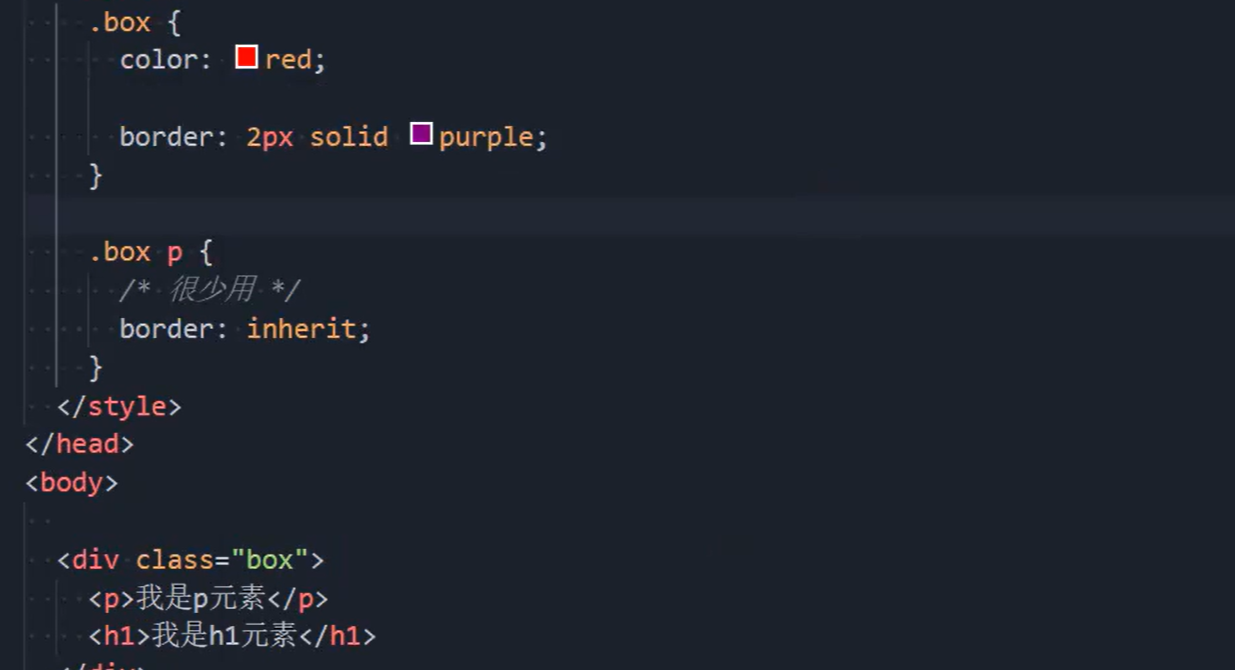 .box {
color: red;
border: 2px solid purple;
}
.box p {
/* 很少用 */
border: inherit;
}
</style>
</head>
<body>
<div class="box">
<p>我是p元素</p>
<h1>我是h1元素</h1>
</div>